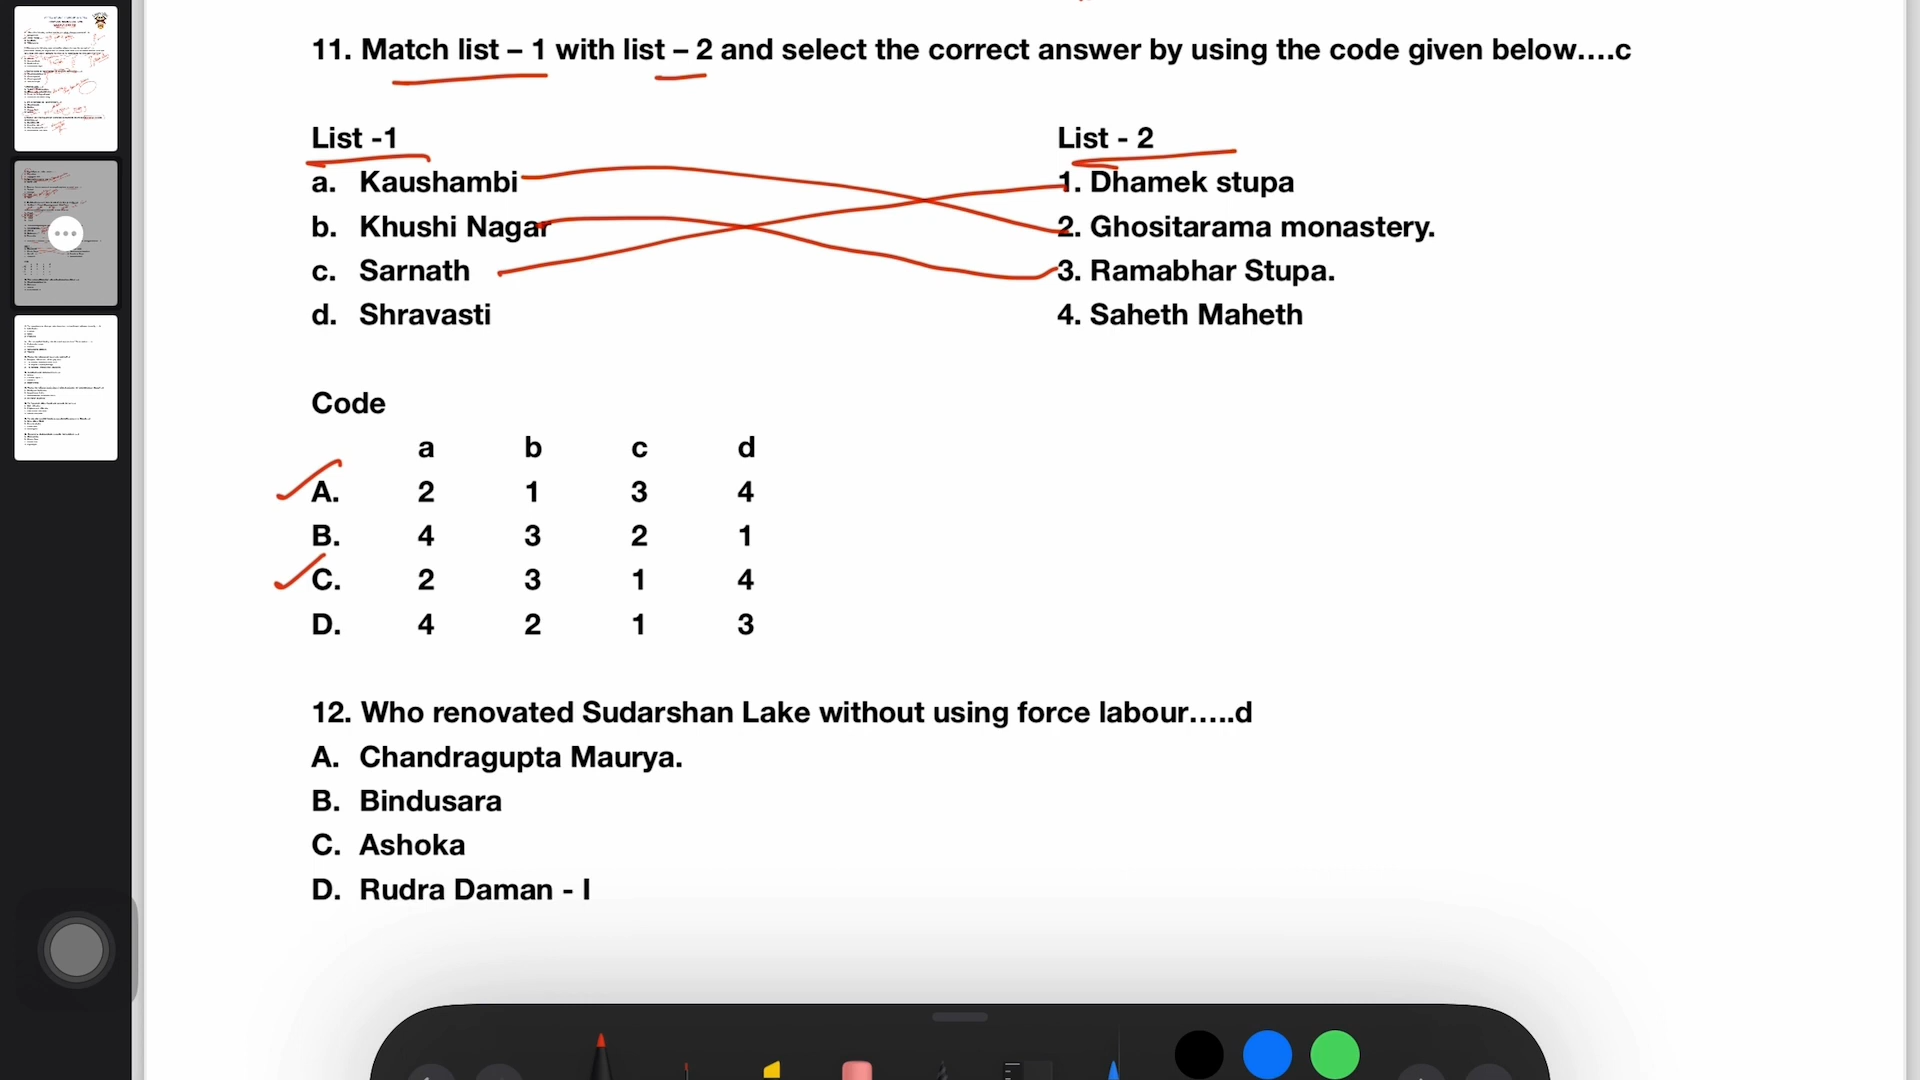 11. Match list – 1 with list – 2 and select the correct answer by using the code given below....c
List -1 List - 2
a. Kaushambi 1. Dhamek stupa
b. Khushi Nagar 2. Ghositarama monastery.
c. Sarnath 3. Ramabhar Stupa.
d. Shravasti 4. Saheth Maheth
Code
a b c d
A. 2 1 3 4
B. 4 3 2 1
C. 2 3 1 4
D. 4 2 1 3
12. Who renovated Sudarshan Lake without using force labour.....d
A. Chandragupta Maurya.
B. Bindusara
C. Ashoka
D. Rudra Daman - I